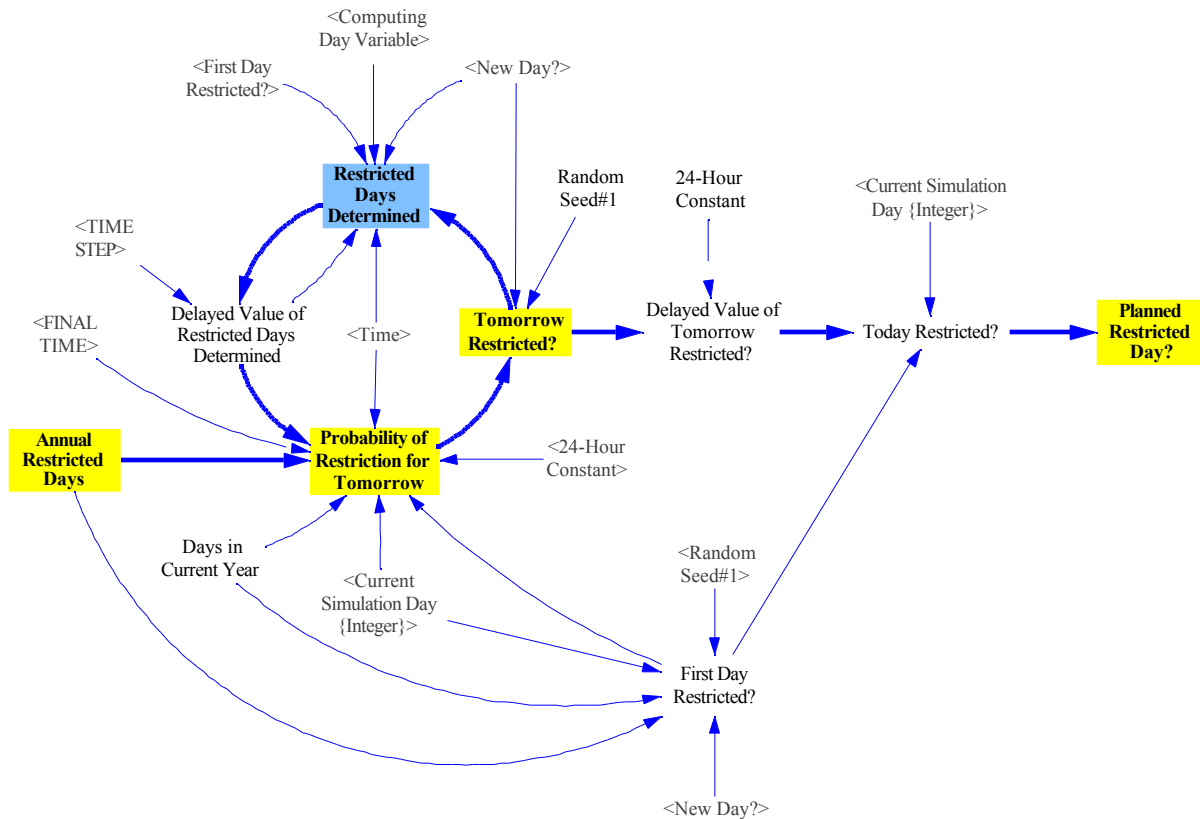 <Computing
Day Variable>
<First Day
Restricted?>
<New Day?>
Restricted
Days
Determined
Random
Seed#1
24-Hour
Constant
<Current Simulation
Day {Integer}>
<TIME
STEP>
Delayed Value of
Restricted Days
Determined
<FINAL
TIME>
<Time>
Tomorrow
Restricted?
Delayed Value of
Tomorrow
Restricted?
Today Restricted?
Planned
Restricted
Day?
Annual
Restricted
Days
Probability of
Restriction for
Tomorrow
<24-Hour
Constant>
Days in
Current Year
<Current
Simulation Day
{Integer}>
<Random
Seed#1>
First Day
Restricted?
<New Day?>